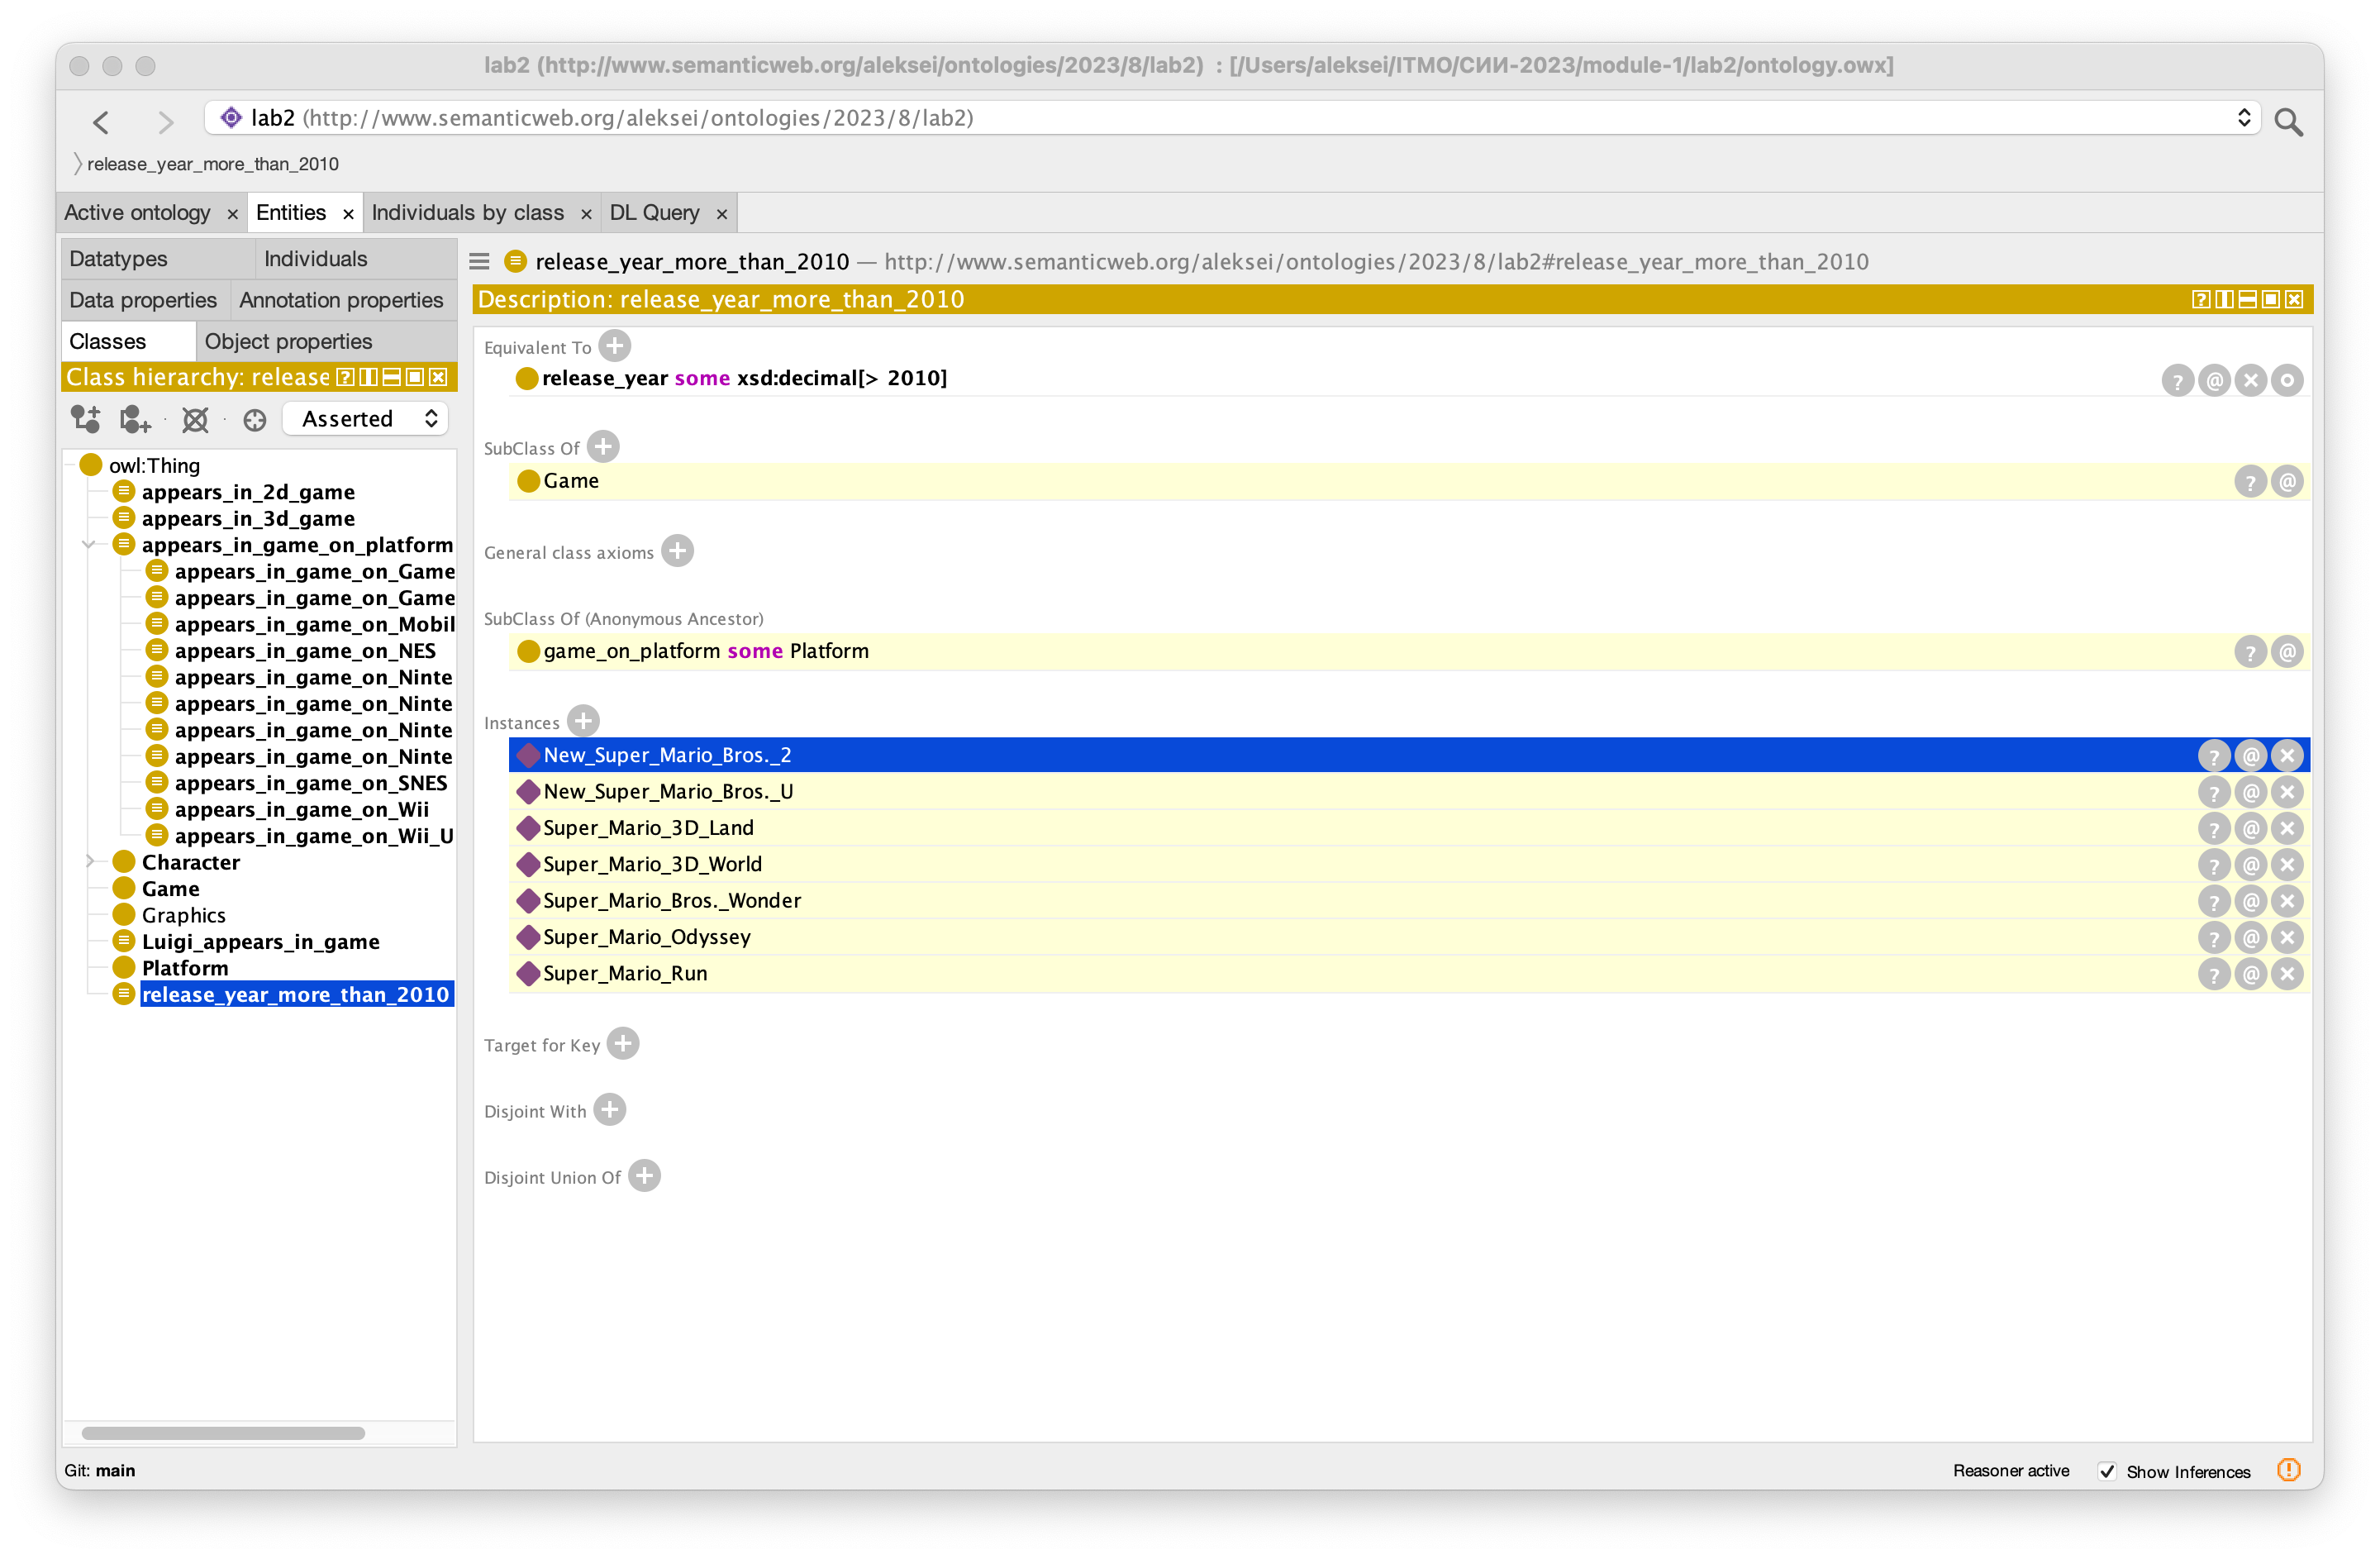 lab2 (http://www.semanticweb.org/aleksei/ontologies/2023/8/lab2) : [/Users/aleksei/ITMO/СИИ-2023/module-1/lab2/ontology.owx]
lab2 (http://www.semanticweb.org/aleksei/ontologies/2023/8/lab2)
release_year_more_than_2010
Active ontology × Entities × Individuals by class × DL Query ×
Datatypes Individuals
Data properties Annotation properties
Classes Object properties
Class hierarchy: release
Asserted
owl:Thing
appears_in_2d_game
appears_in_3d_game
appears_in_game_on_platform
appears_in_game_on_Game
appears_in_game_on_Game
appears_in_game_on_Mobil
appears_in_game_on_NES
appears_in_game_on_Ninte
appears_in_game_on_Ninte
appears_in_game_on_Ninte
appears_in_game_on_Ninte
appears_in_game_on_SNES
appears_in_game_on_Wii
appears_in_game_on_Wii_U
Character
Game
Graphics
Luigi_appears_in_game
Platform
release_year_more_than_2010
release_year_more_than_2010 — http://www.semanticweb.org/aleksei/ontologies/2023/8/lab2#release_year_more_than_2010
Description: release_year_more_than_2010
Equivalent To
release_year some xsd:decimal[> 2010]
SubClass Of
Game
General class axioms
SubClass Of (Anonymous Ancestor)
game_on_platform some Platform
Instances
New_Super_Mario_Bros._2
New_Super_Mario_Bros._U
Super_Mario_3D_Land
Super_Mario_3D_World
Super_Mario_Bros._Wonder
Super_Mario_Odyssey
Super_Mario_Run
Target for Key
Disjoint With
Disjoint Union Of
Git: main
Reasoner active Show Inferences